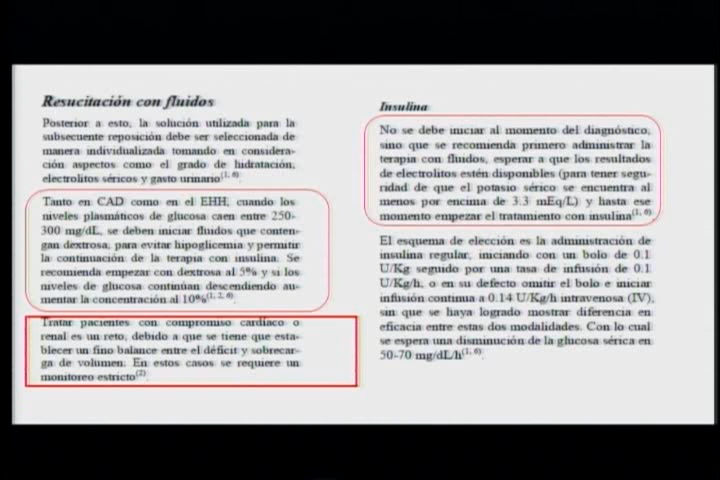 Resucitación con fluidos
Posterior a esto, la solución utilizada para la
subsecuente reposición debe ser seleccionada de
manera individualizada tomando en considera-
ción aspectos como el grado de hidratación,
electrolitos séricos y gasto urinario(1, 6).
Tanto en CAD como en el EHH, cuando los
niveles plasmáticos de glucosa caen entre 250-
300 mg/dL, se deben iniciar fluidos que conten-
gan dextrosa, para evitar hipoglicemia y permitir
la continuación de la terapia con insulina. Se
recomienda empezar con dextrosa al 5% y si los
niveles de glucosa continúan descendiendo au-
mentar la concentración al 10%(1, 2, 6).
Tratar pacientes con compromiso cardíaco o
renal es un reto, debido a que se tiene que esta-
blecer un fino balance entre el déficit y sobrecar-
ga de volumen. En estos casos se requiere un
monitoreo estricto(2).
Insulina
No se debe iniciar al momento del diagnóstico,
sino que se recomienda primero administrar la
terapia con fluidos, esperar a que los resultados
de electrolitos estén disponibles (para tener segu-
ridad de que el potasio sérico se encuentra al
menos por encima de 3.3 mEq/L) y hasta ese
momento empezar el tratamiento con insulina(1, 6).
El esquema de elección es la administración de
insulina regular, iniciando con un bolo de 0.1
U/Kg seguido por una tasa de infusión de 0.1
U/Kg/h, o en su defecto omitir el bolo e iniciar
infusión continua a 0.14 U/Kg/h intravenosa (IV),
sin que se haya logrado mostrar diferencia en
eficacia entre estas dos modalidades. Con lo cual
se espera una disminución de la glucosa sérica en
50-70 mg/dL/h(1, 6).